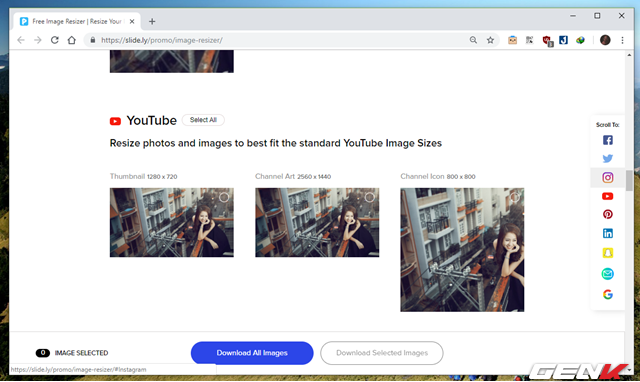 Free Image Resizer | Resize Your
https://slide.ly/promo/image-resizer/
YouTube Select All
Resize photos and images to best fit the standard YouTube Image Sizes
Scroll To:
Thumbnail 1280 x 720
Channel Art 2560 x 1440
Channel Icon 800 x 800
0 IMAGE SELECTED
Download All Images
Download Selected Images
https://slide.ly/promo/image-resizer/#Instagram
GENK